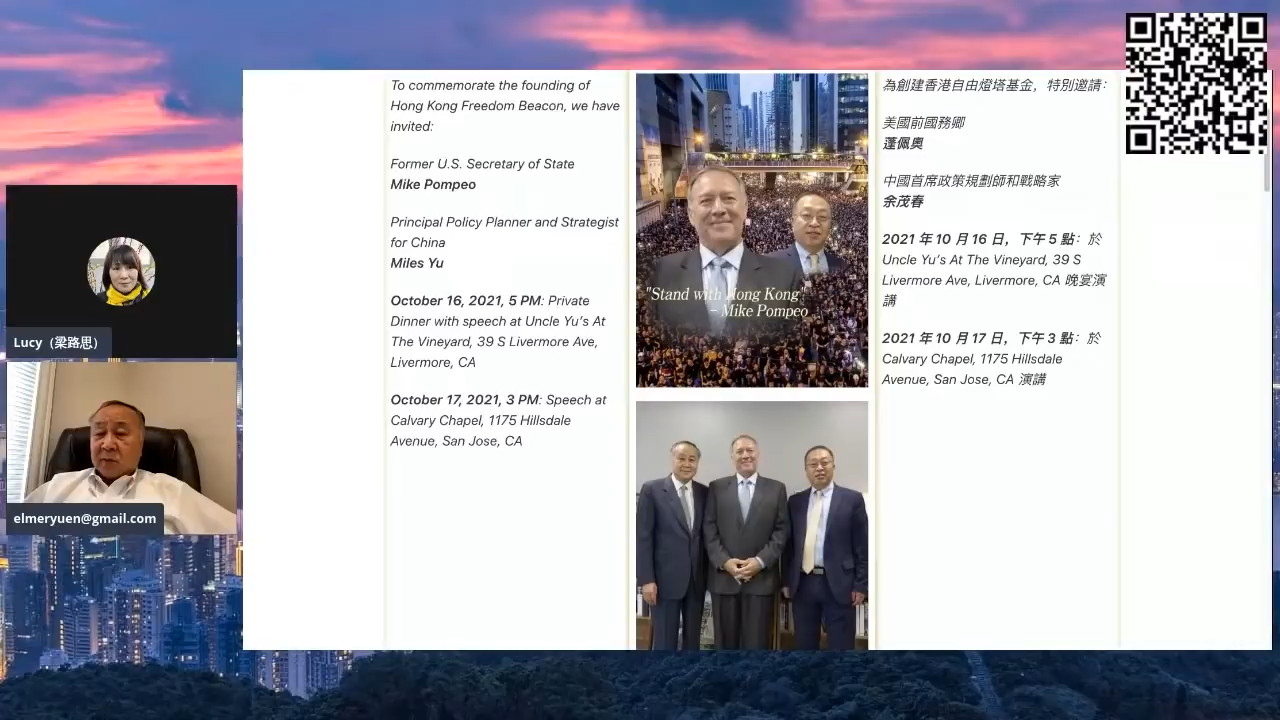 To commemorate the founding of
Hong Kong Freedom Beacon, we have
invited:
Former U.S. Secretary of State
Mike Pompeo
Principal Policy Planner and Strategist
for China
Miles Yu
October 16, 2021, 5 PM: Private
Dinner with speech at Uncle Yu's At
The Vineyard, 39 S Livermore Ave,
Livermore, CA
October 17, 2021, 3 PM: Speech at
Calvary Chapel, 1175 Hillsdale
Avenue, San Jose, CA
"Stand with Hong Kong"
– Mike Pompeo
為創建香港自由燈塔基金，特別邀請：
美國前國務卿
蓬佩奧
中國首席政策規劃師和戰略家
余茂春
2021 年 10 月 16 日，下午 5 點：於
Uncle Yu's At The Vineyard, 39 S
Livermore Ave, Livermore, CA 晚宴演
講
2021 年 10 月 17 日，下午 3 點：於
Calvary Chapel, 1175 Hillsdale
Avenue, San Jose, CA 演講
Lucy（梁路思）
elmeryuen@gmail.com